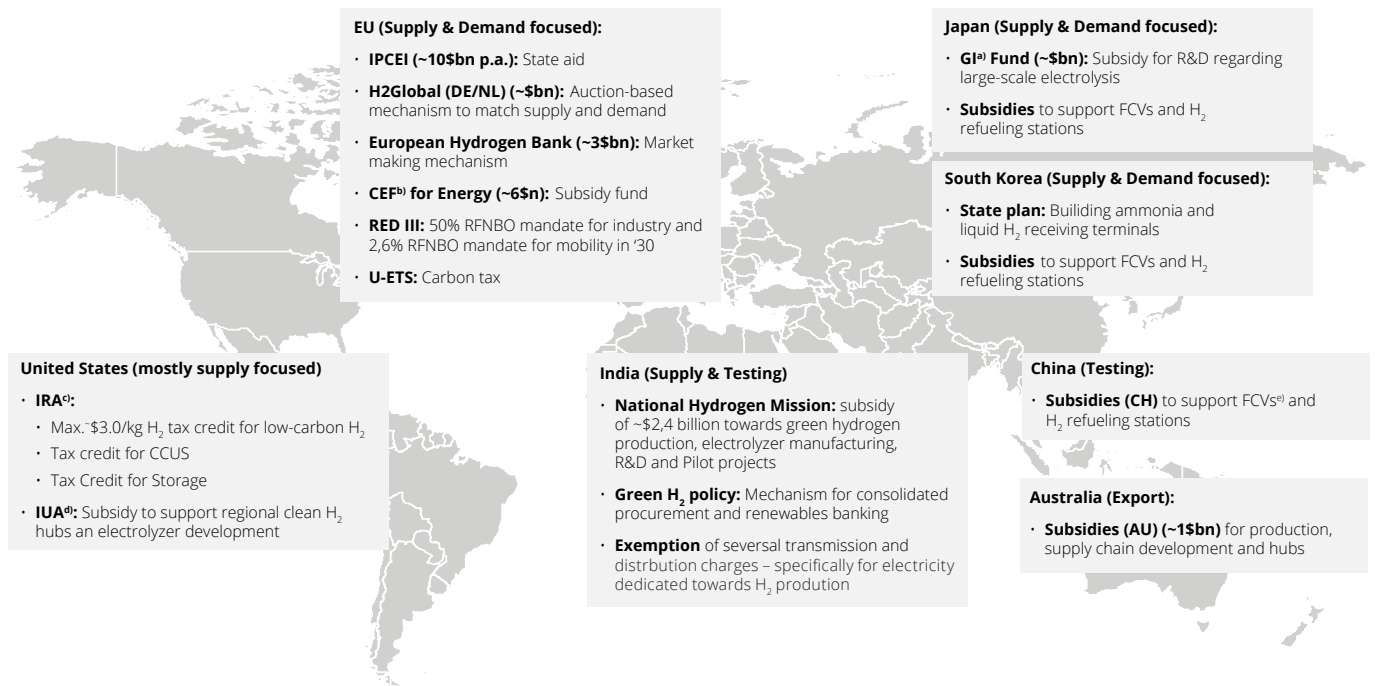 EU (Supply & Demand focused):
· IPCEI (~10$bn p.a.): State aid
· H2Global (DE/NL) (~$bn): Auction-based
mechanism to match supply and demand
· European Hydrogen Bank (~3$bn): Market
making mechanism
· CEFᵇ⁾ for Energy (~6$n): Subsidy fund
· RED III: 50% RFNBO mandate for industry and
2,6% RFNBO mandate for mobility in ‘30
· U-ETS: Carbon tax
Japan (Supply & Demand focused):
· GIᵃ⁾ Fund (~$bn): Subsidy for R&D regarding
large-scale electrolysis
· Subsidies to support FCVs and H₂
refueling stations
South Korea (Supply & Demand focused):
· State plan: Builiding ammonia and
liquid H₂ receiving terminals
· Subsidies to support FCVs and H₂
refueling stations
United States (mostly supply focused)
· IRAᶜ⁾:
· Max.~$3.0/kg H₂ tax credit for low-carbon H₂
· Tax credit for CCUS
· Tax Credit for Storage
· IUAᵈ⁾: Subsidy to support regional clean H₂
hubs an electrolyzer development
India (Supply & Testing)
· National Hydrogen Mission: subsidy
of ~$2,4 billion towards green hydrogen
production, electrolyzer manufacturing,
R&D and Pilot projects
· Green H₂ policy: Mechanism for consolidated
procurement and renewables banking
· Exemption of seversal transmission and
distrbution charges – specifically for electricity
dedicated towards H₂ prodution
China (Testing):
· Subsidies (CH) to support FCVsᵉ⁾ and
H₂ refueling stations
Australia (Export):
· Subsidies (AU) (~1$bn) for production,
supply chain development and hubs